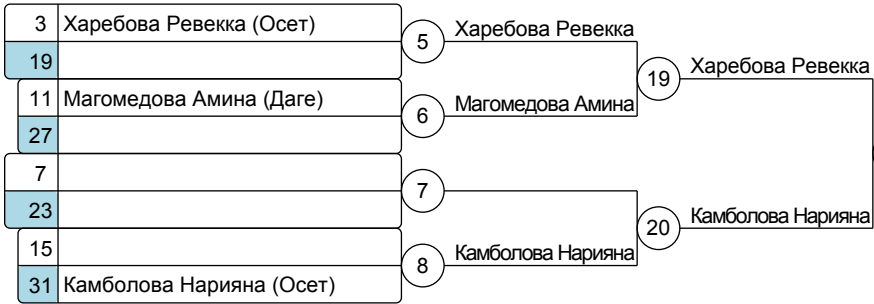 3 Харебова Ревекка (Осет)
19
5 Харебова Ревекка
11 Магомедова Амина (Даге)
27
6 Магомедова Амина
19 Харебова Ревекка
7
23
7
15
31 Камболова Нарияна (Осет)
8 Камболова Нарияна
20 Камболова Нарияна